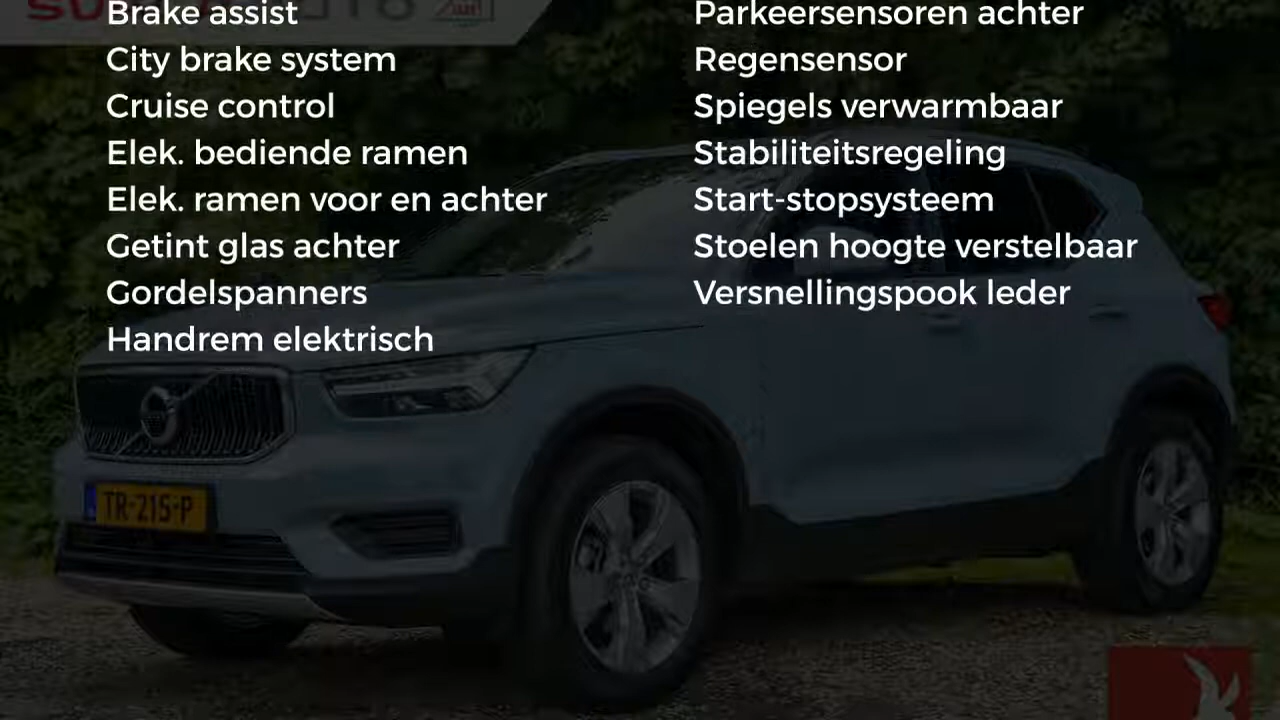 Brake assist
City brake system
Cruise control
Elek. bediende ramen
Elek. ramen voor en achter
Getint glas achter
Gordelspanners
Handrem elektrisch
Parkeersensoren achter
Regensensor
Spiegels verwarmbaar
Stabiliteitsregeling
Start-stopsysteem
Stoelen hoogte verstelbaar
Versnellingspook leder
TR-215-P